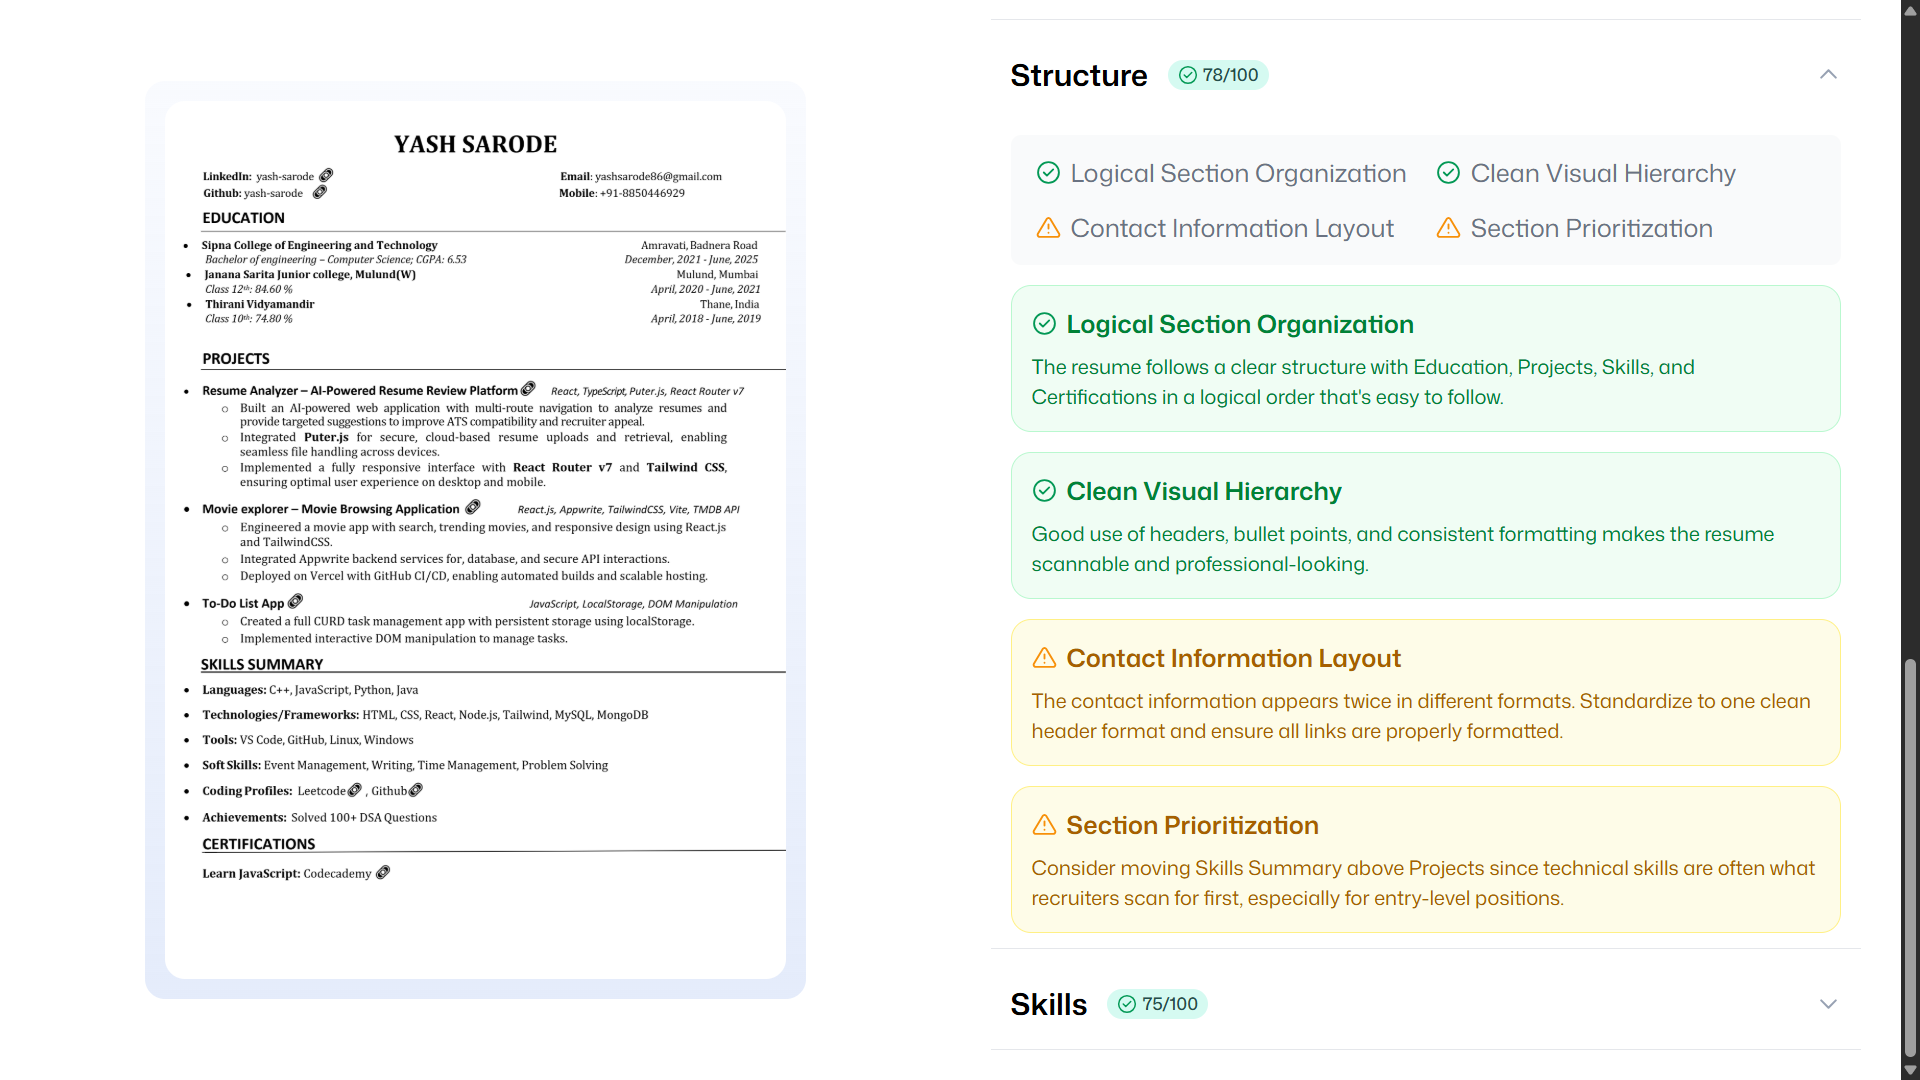 YASH SARODE
LinkedIn: yash-sarode
Email: yashsarode86@gmail.com
Github: yash-sarode
Mobile: +91-8850446929
EDUCATION
Sipna College of Engineering and Technology
Amravati, Badnera Road
Bachelor of engineering – Computer Science; CGPA: 6.53
December, 2021 - June, 2025
Janana Sarita Junior college, Mulund(W)
Mulund, Mumbai
Class 12th: 84.60 %
April, 2020 - June, 2021
Thirani Vidyamandir
Thane, India
Class 10th: 74.80 %
April, 2018 - June, 2019
PROJECTS
Resume Analyzer – AI-Powered Resume Review Platform
React, TypeScript, Puter.js, React Router v7
Built an AI-powered web application with multi-route navigation to analyze resumes and
provide targeted suggestions to improve ATS compatibility and recruiter appeal.
Integrated Puter.js for secure, cloud-based resume uploads and retrieval, enabling
seamless file handling across devices.
Implemented a fully responsive interface with React Router v7 and Tailwind CSS,
ensuring optimal user experience on desktop and mobile.
Movie explorer – Movie Browsing Application
React.js, Appwrite, TailwindCSS, Vite, TMDB API
Engineered a movie app with search, trending movies, and responsive design using React.js
and TailwindCSS.
Integrated Appwrite backend services for, database, and secure API interactions.
Deployed on Vercel with GitHub CI/CD, enabling automated builds and scalable hosting.
To-Do List App
JavaScript, LocalStorage, DOM Manipulation
Created a full CURD task management app with persistent storage using localStorage.
Implemented interactive DOM manipulation to manage tasks.
SKILLS SUMMARY
Languages: C++, JavaScript, Python, Java
Technologies/Frameworks: HTML, CSS, React, Node.js, Tailwind, MySQL, MongoDB
Tools: VS Code, GitHub, Linux, Windows
Soft Skills: Event Management, Writing, Time Management, Problem Solving
Coding Profiles: Leetcode , Github
Achievements: Solved 100+ DSA Questions
CERTIFICATIONS
Learn JavaScript: Codecademy
Structure 78/100
Logical Section Organization
Clean Visual Hierarchy
Contact Information Layout
Section Prioritization
Logical Section Organization
The resume follows a clear structure with Education, Projects, Skills, and
Certifications in a logical order that's easy to follow.
Clean Visual Hierarchy
Good use of headers, bullet points, and consistent formatting makes the resume
scannable and professional-looking.
Contact Information Layout
The contact information appears twice in different formats. Standardize to one clean
header format and ensure all links are properly formatted.
Section Prioritization
Consider moving Skills Summary above Projects since technical skills are often what
recruiters scan for first, especially for entry-level positions.
Skills 75/100